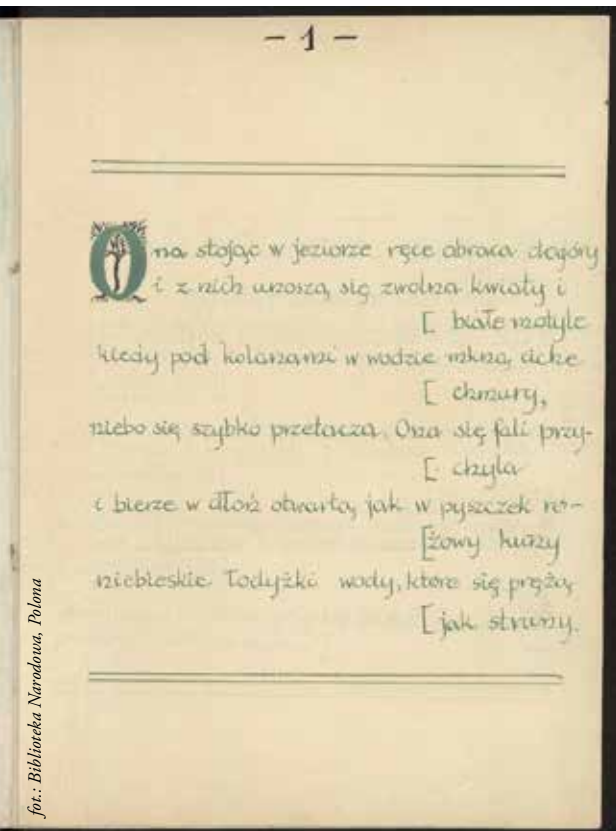 – 1 –
Ona stojąc w jeziorze ręce obraca dogóry
i z nich unoszą się zwolna kwiaty i
[ białe motyle
kiedy pod kolanami w wodzie mkną ciche
[ chmury,
niebo się szybko przetacza. Ona się fali przy-
[ chyla
i bierze w dłoń otwartą, jak w pyszczek ró-
[żowy kuny
niebieskie łodyżki wody, które się prężą,
[ jak struny.
fot.: Biblioteka Narodowa, Polona